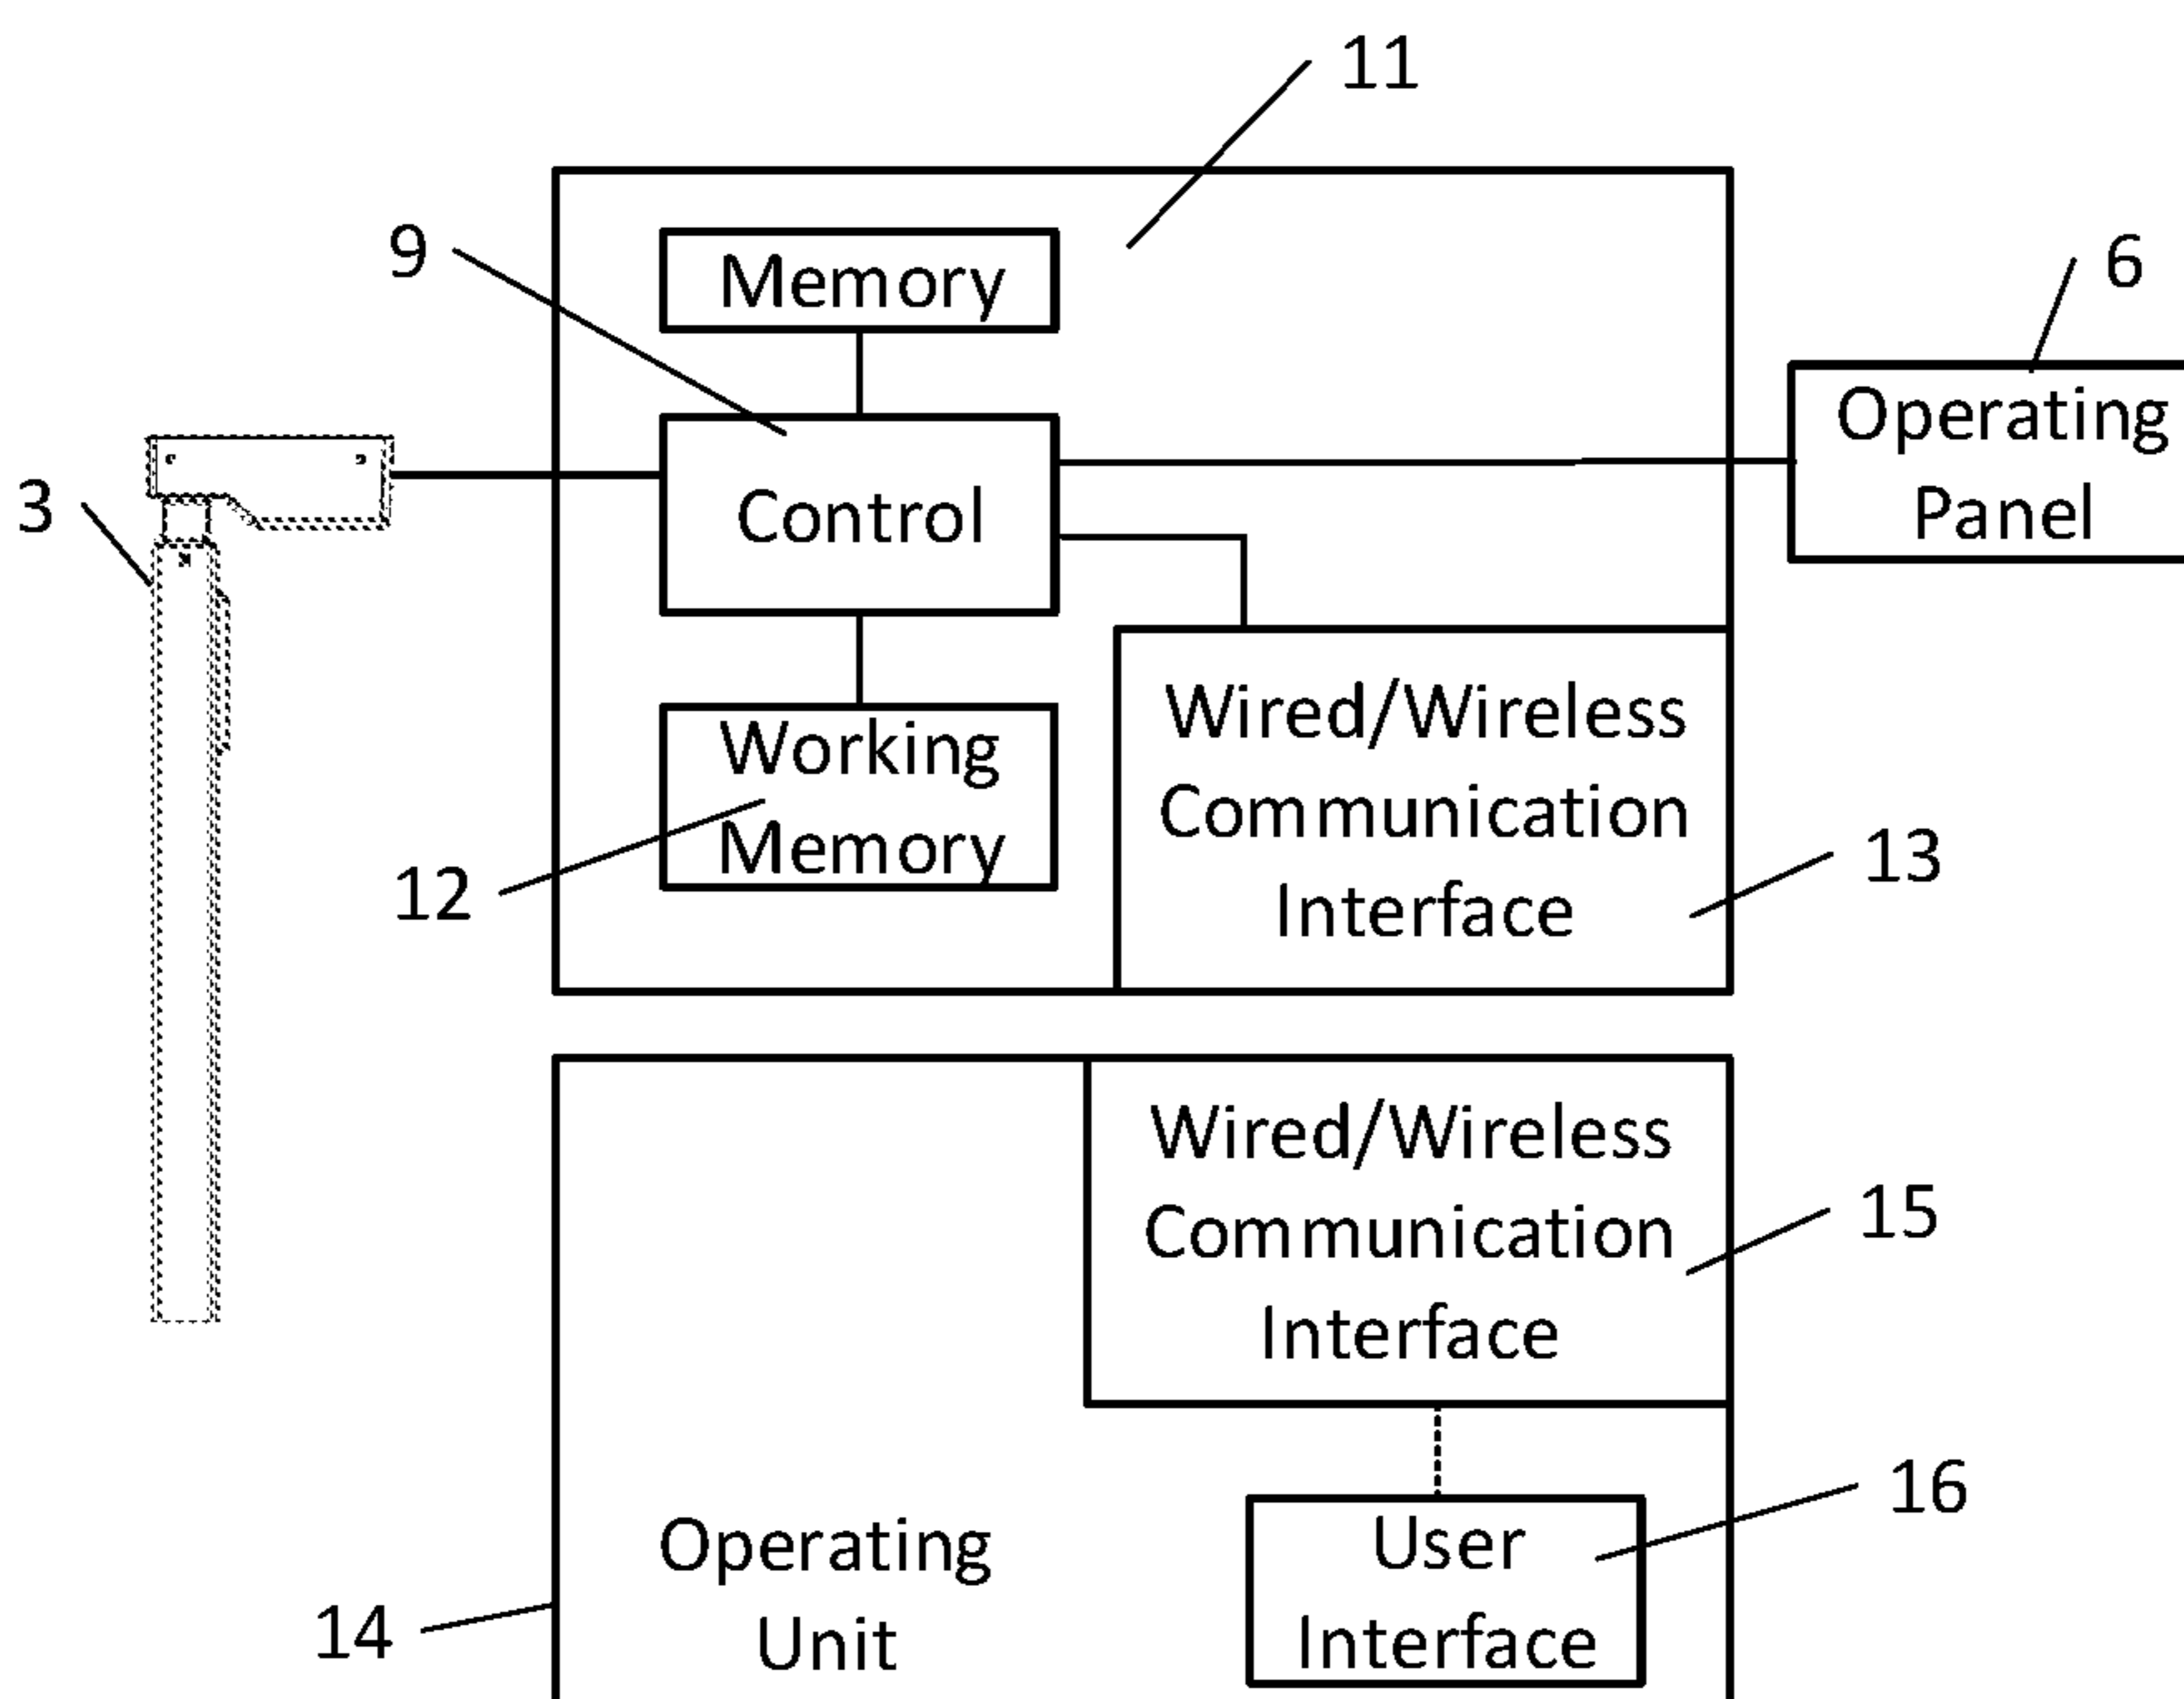 11
9
Memory
6
Operating
Panel
3
Control
Working
Memory
12
Wired/Wireless
Communication
Interface
13
Wired/Wireless
Communication
Interface
15
16
User
Interface
Operating
Unit
14